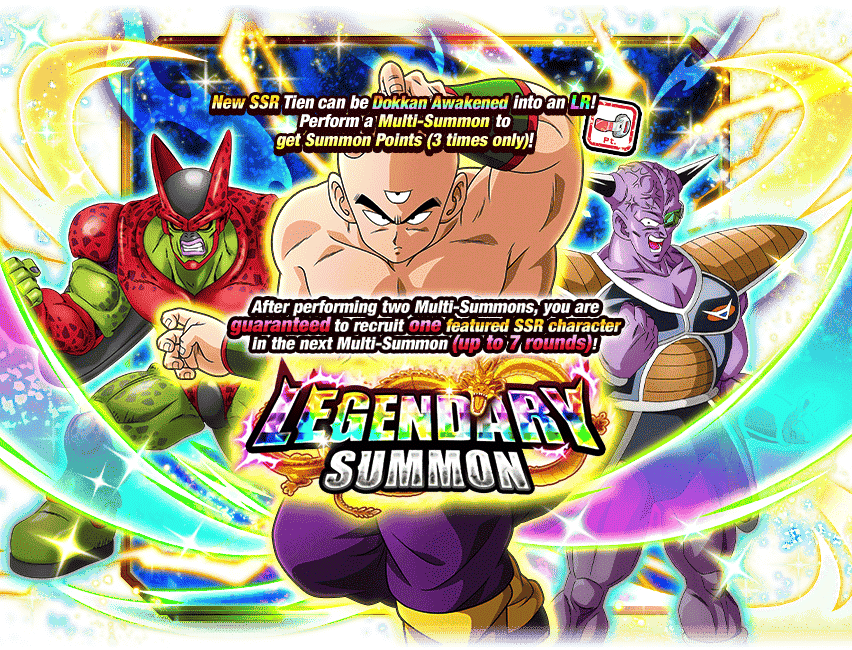 New SSR Tien can be Dokkan Awakened into an LR!
Perform a Multi-Summon to
get Summon Points (3 times only)!
Pt.
After performing two Multi-Summons, you are
guaranteed to recruit one featured SSR character
in the next Multi-Summon (up to 7 rounds)!
LEGENDARY
SUMMON